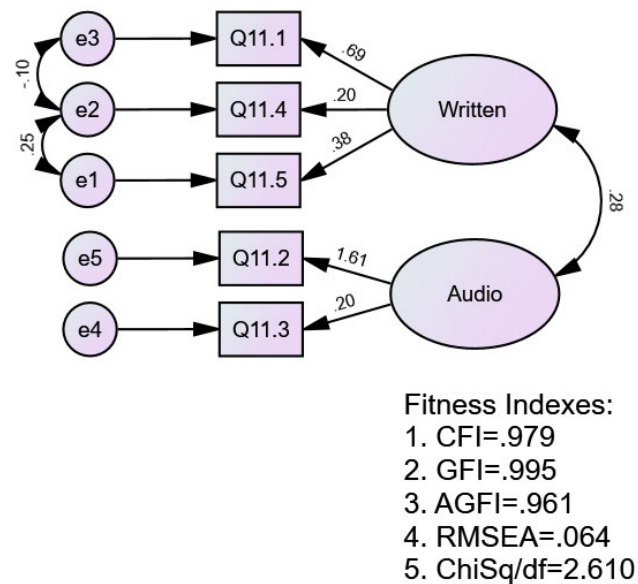 e3
Q11.1
.69
-.10
e2
Q11.4
.20
Written
.25
e1
Q11.5
.38
.28
e5
Q11.2
1.61
Audio
e4
Q11.3
.20
Fitness Indexes:
1. CFI=.979
2. GFI=.995
3. AGFI=.961
4. RMSEA=.064
5. ChiSq/df=2.610